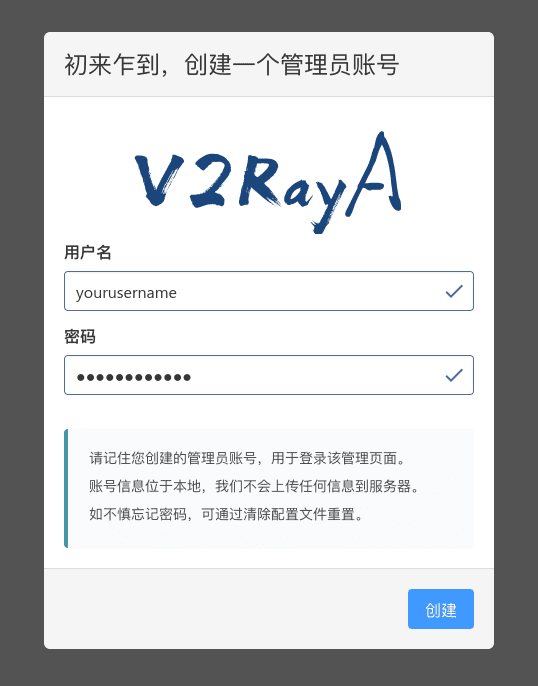 初来乍到，创建一个管理员账号
V2RayA
用户名
yourusername
密码
●●●●●●●●●●●●
请记住您创建的管理员账号，用于登录该管理页面。
账号信息位于本地，我们不会上传任何信息到服务器。
如不慎忘记密码，可通过清除配置文件重置。
创建